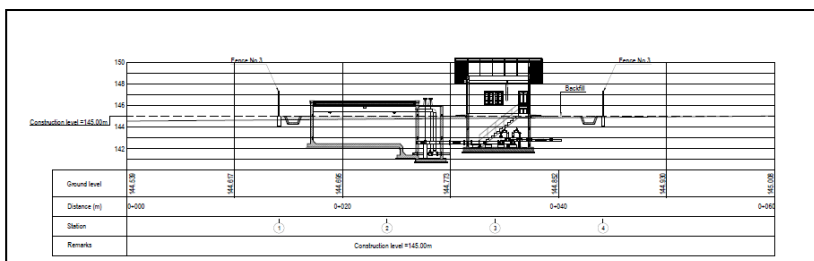 150
Fence No.3
Fence No.3
148
Backfill
146
Construction level =145.00m
144
142
Ground level
144.539
144.617
144.695
144.773
144.852
144.930
145.008
Distance (m)
0+000
0+020
0+040
0+060
Station
1
2
3
4
Remarks
Construction level =145.00m